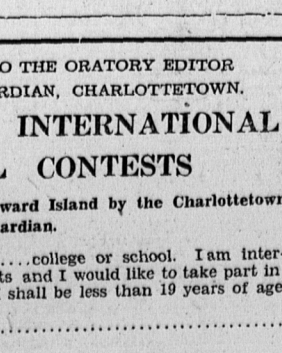 O THE ORATORY EDITOR
RDIAN, CHARLOTTETOWN.
INTERNATIONAL
CONTESTS
ward Island by the Charlottetown
ardian.
....college or school. I am inter-
ts and I would like to take part in
shall be less than 19 years of age